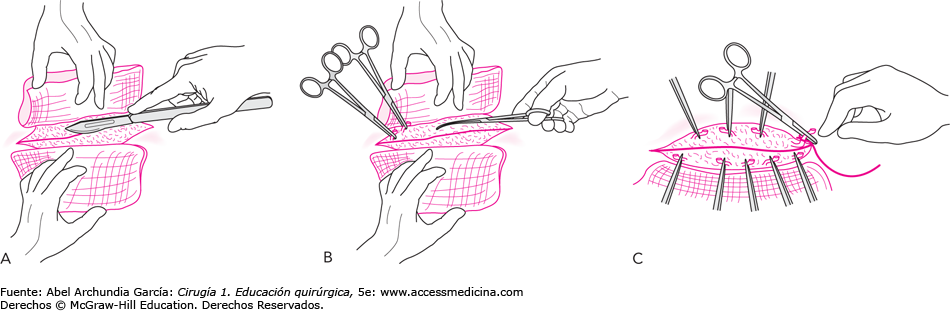 A
B
C
Fuente: Abel Archundia García: Cirugía 1. Educación quirúrgica, 5e: www.accessmedicina.com
Derechos © McGraw-Hill Education. Derechos Reservados.